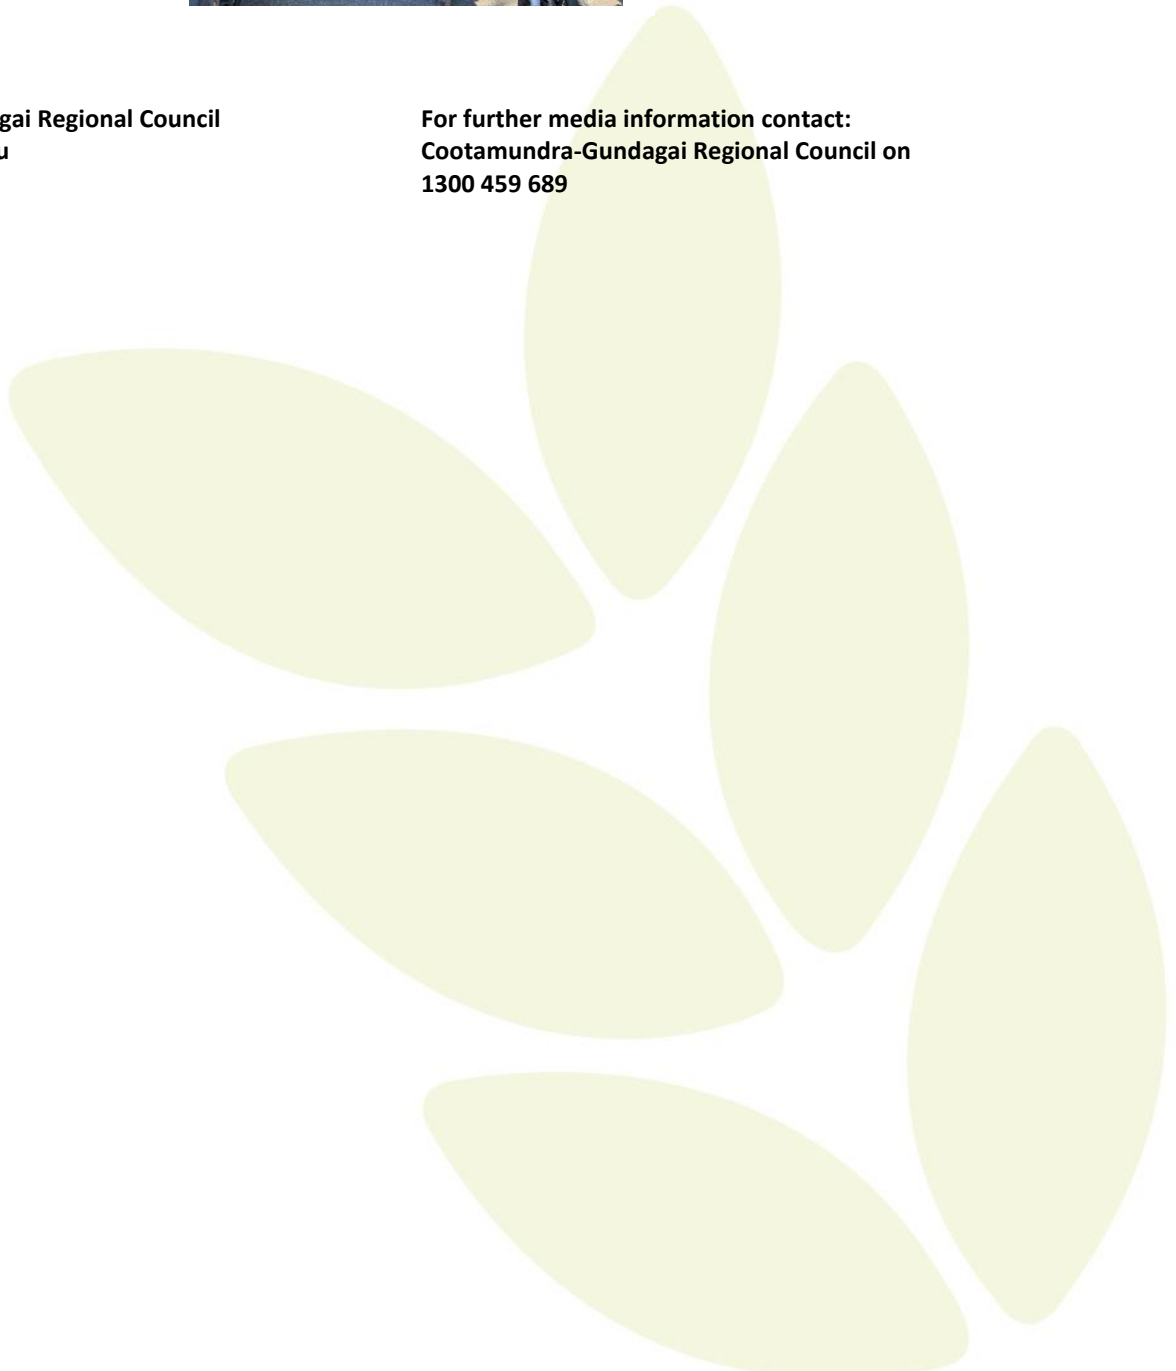 gai Regional Council
u
For further media information contact:
Cootamundra-Gundagai Regional Council on
1300 459 689